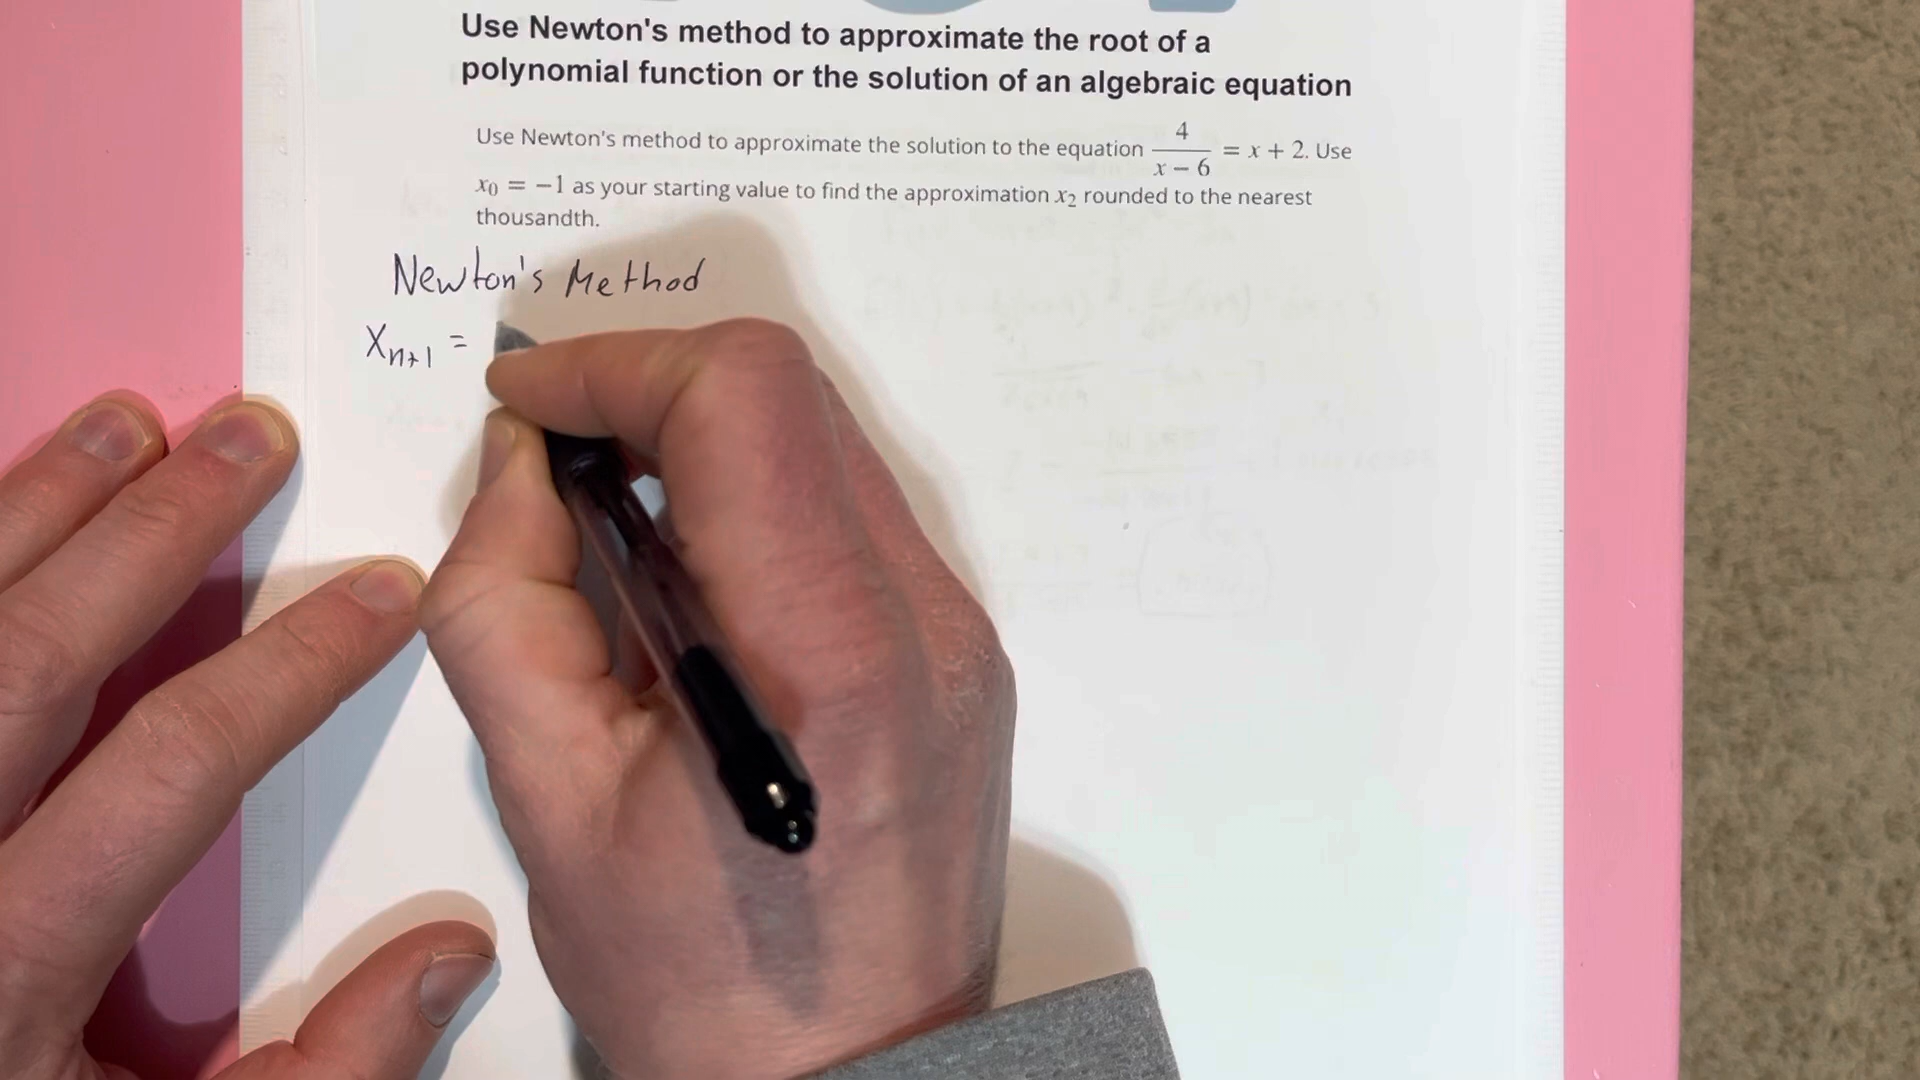 Use Newton's method to approximate the root of a
polynomial function or the solution of an algebraic equation
Use Newton's method to approximate the solution to the equation 4/(x − 6) = x + 2. Use
x₀ = −1 as your starting value to find the approximation x₂ rounded to the nearest
thousandth.
Newton's Method
Xₙ₊₁ =